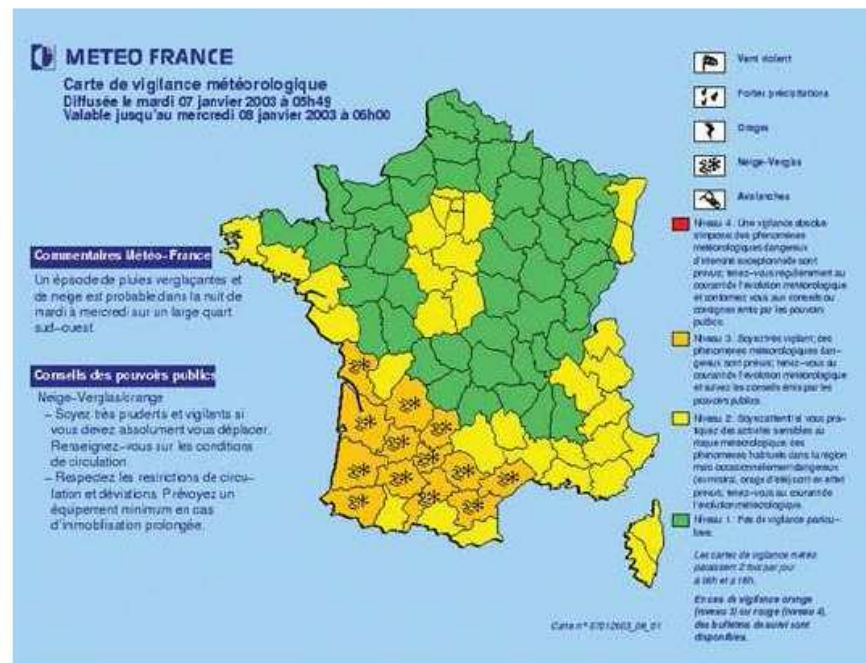 METEO FRANCE
Carte de vigilance météorologique
Diffusée le mardi 07 janvier 2003 à 05h49
Valable jusqu'au mercredi 08 janvier 2003 à 06h00
Commentaires Météo-France
Un épisode de pluies verglaçantes et
de neige est probable dans la nuit de
mardi à mercredi sur un large quart
sud-ouest
Conseils des pouvoirs publics
Neige-Verglas/orange
- Soyez très prudents et vigilants si
vous devez absolument vous déplacer.
Renseignez-vous sur les conditions
de circulation
- Respectez les restrictions de circu-
lation et déviations. Prévoyez un
équipement minimum en cas
d'immobilisation prolongée.
Vent violent
Fortes précipitations
Orages
Neige-Verglas
Avalanches
Niveau 4 : Une vigilance absolue
s'impose; des phénomènes
météorologiques dangereux
d'intensité exceptionnelle sont
prévus; tenez-vous régulièrement au
courant de l'évolution météorologique
et conformez vous aux conseils ou
consignes émis par les pouvoirs
publics.
Niveau 3 : Soyez très vigilant; des
phénomènes météorologiques dan-
gereux sont prévus; tenez-vous au
courant de l'évolution météorologique
et suivez les conseils émis par les
pouvoirs publics.
Niveau 2 : Soyez attentif si vous pra-
tiquez des activités sensibles au
risque météorologique; des
phénomènes habituels dans la région
mais occasionnellement dangereux
(ex: mistral, orage d'été) sont en effet
prévus; tenez-vous au courant de
l'évolution météorologique.
Niveau 1 : Pas de vigilance particu-
lière.
Les cartes de vigilance météo
paraissent 2 fois par jour
à 06h et à 16h.
En cas de vigilance orange
(niveau 3) ou rouge (niveau 4),
des bulletins de suivi sont
disponibles.
Carte n° 07012003_06_01